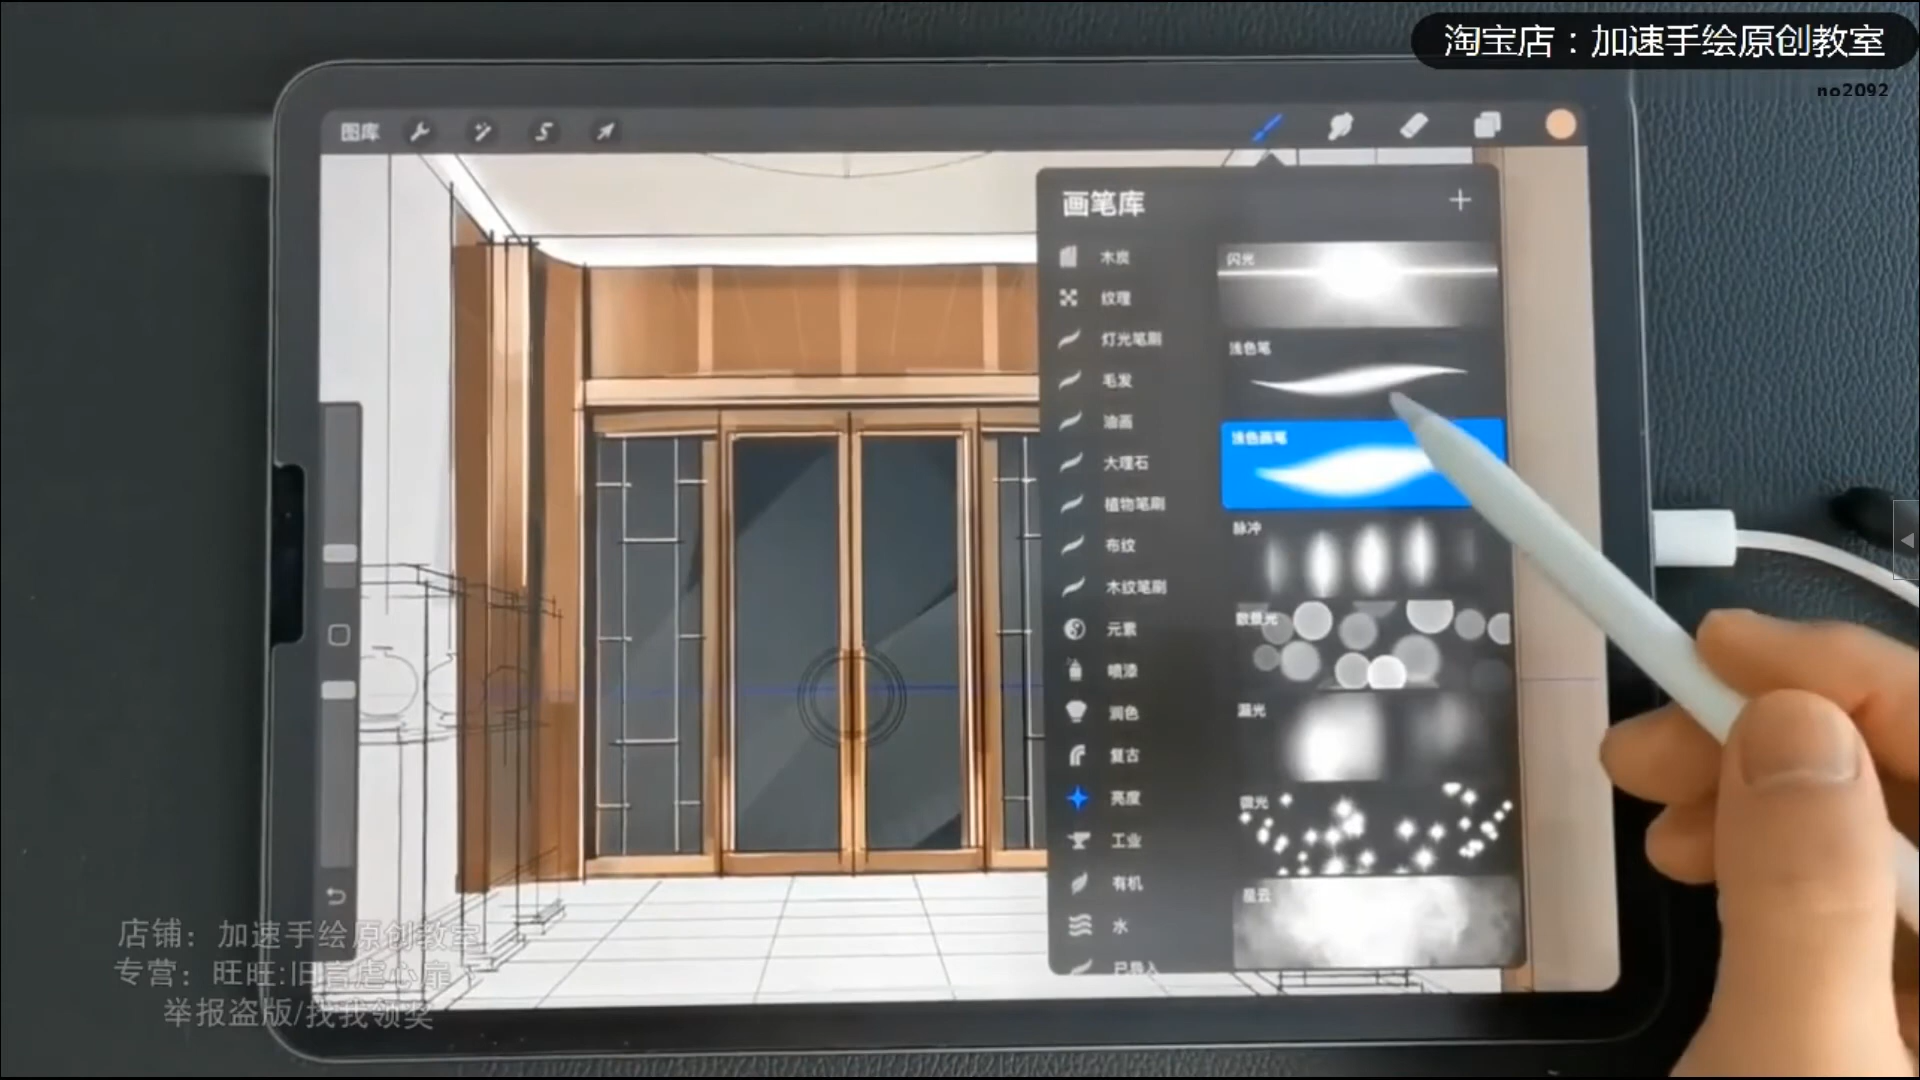 淘宝店：加速手绘原创教室
no2092
图库
画笔库
木炭
纹理
灯光笔刷
毛发
油画
大理石
植物笔刷
布纹
木纹笔刷
元素
喷漆
润色
复古
亮度
工业
有机
水
已导入
闪光
浅色笔
浅色画笔
脉冲
散景光
漏光
微光
星云
店铺：加速手绘原创教室
专营：旺旺:旧言虐心扉
举报盗版/找我领奖